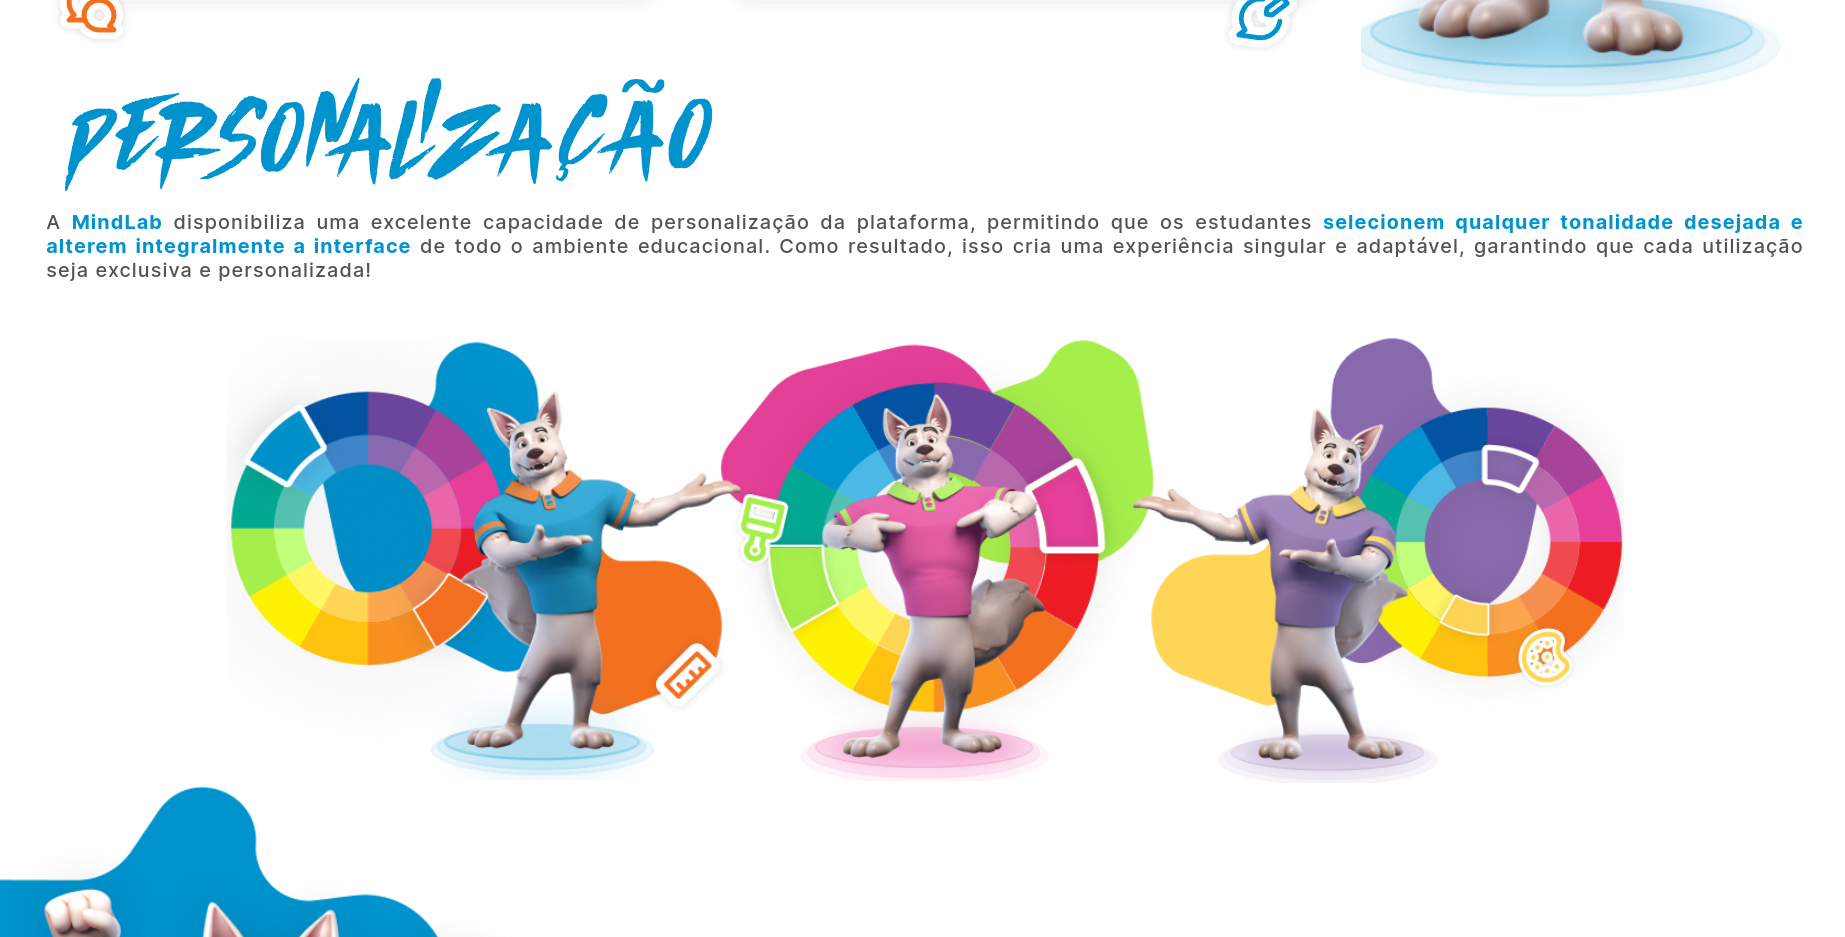 PERSONALIZAÇÃO
A MindLab disponibiliza uma excelente capacidade de personalização da plataforma, permitindo que os estudantes selecionem qualquer tonalidade desejada e
alterem integralmente a interface de todo o ambiente educacional. Como resultado, isso cria uma experiência singular e adaptável, garantindo que cada utilização
seja exclusiva e personalizada!